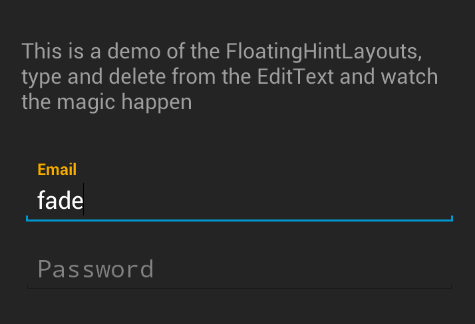 This is a demo of the FloatingHintLayouts,
type and delete from the EditText and watch
the magic happen
Email
fade
Password